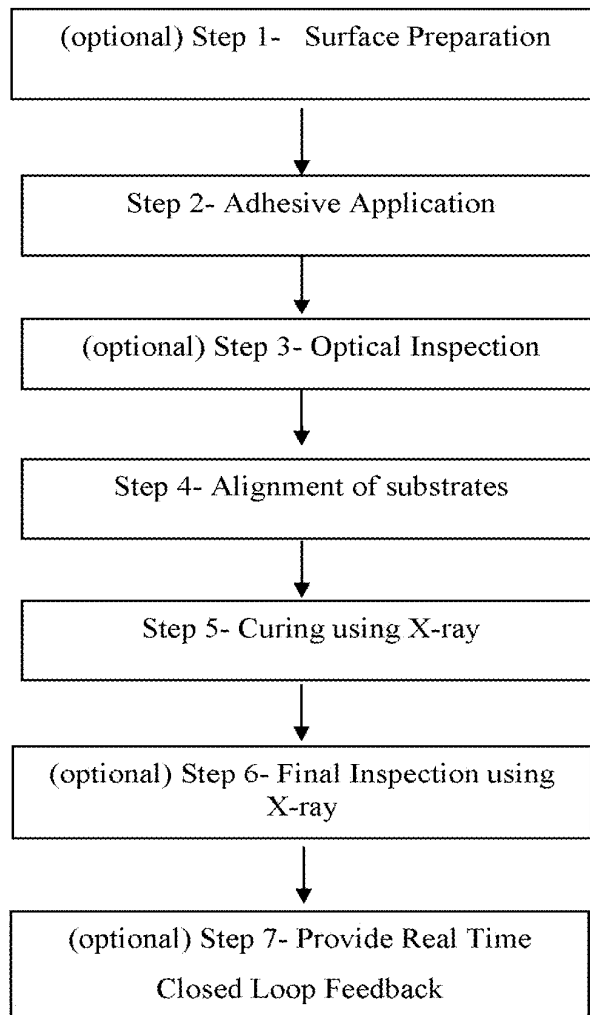 (optional) Step 1-   Surface Preparation
Step 2- Adhesive Application
(optional) Step 3- Optical Inspection
Step 4- Alignment of substrates
Step 5- Curing using X-ray
(optional) Step 6- Final Inspection using
X-ray
(optional) Step 7- Provide Real Time
Closed Loop Feedback